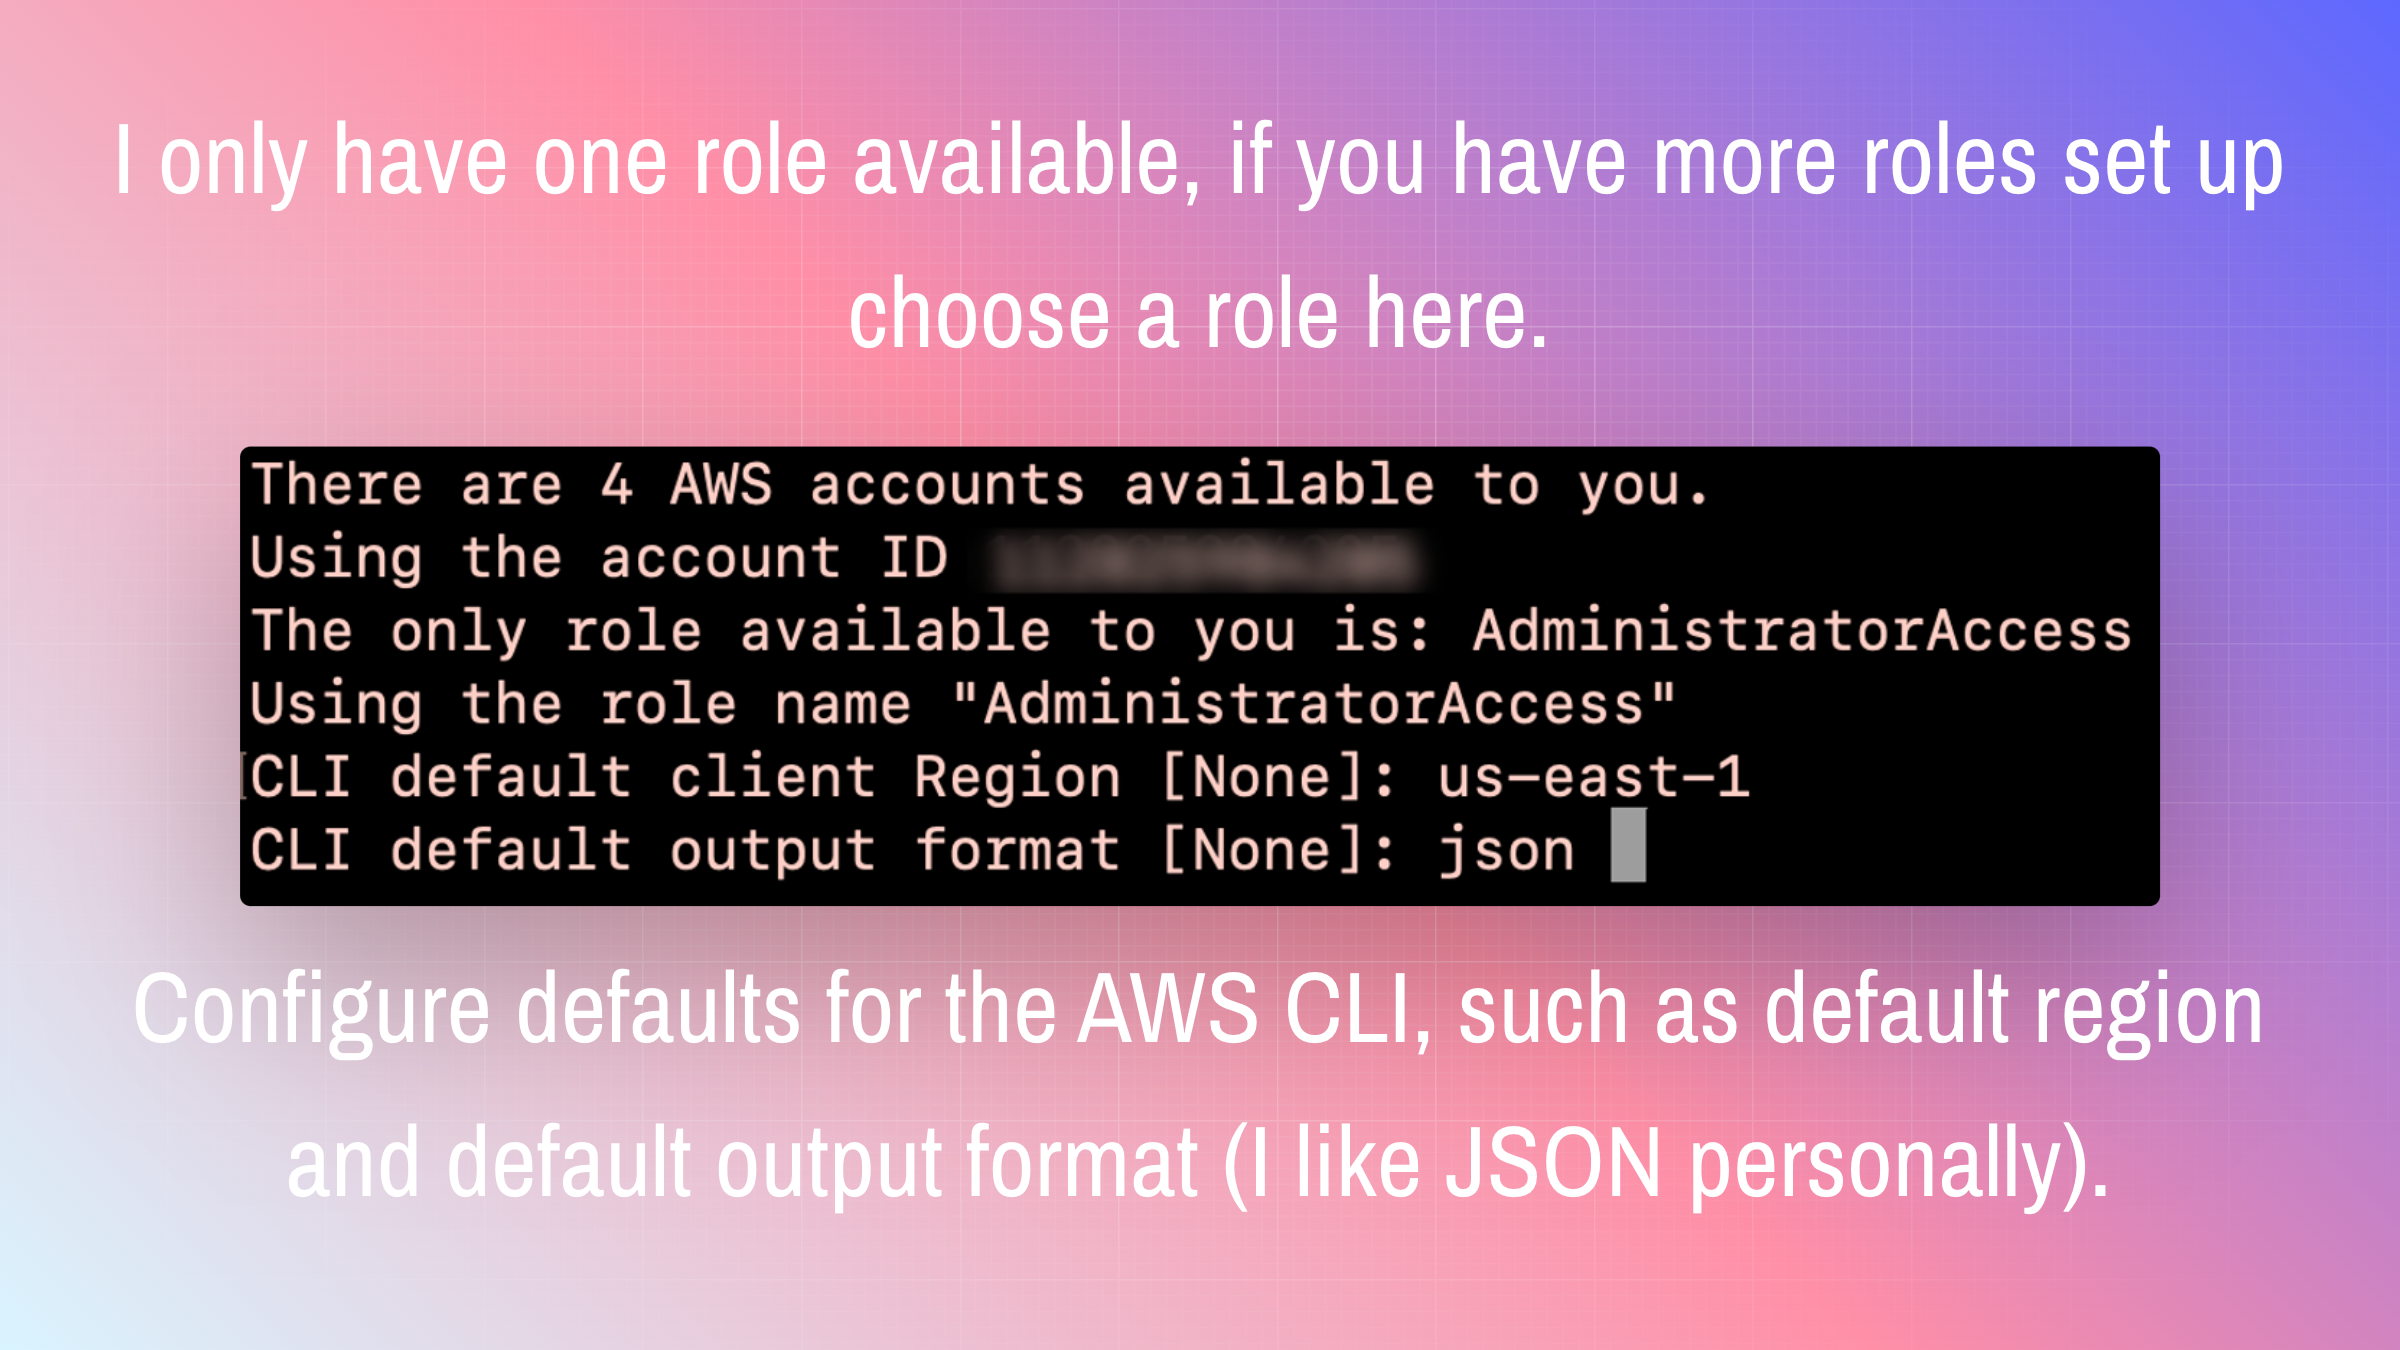 I only have one role available, if you have more roles set up
choose a role here.
There are 4 AWS accounts available to you.
Using the account ID
The only role available to you is: AdministratorAccess
Using the role name "AdministratorAccess"
[CLI default client Region [None]: us-east-1
CLI default output format [None]: json
Configure defaults for the AWS CLI, such as default region
and default output format (I like JSON personally).